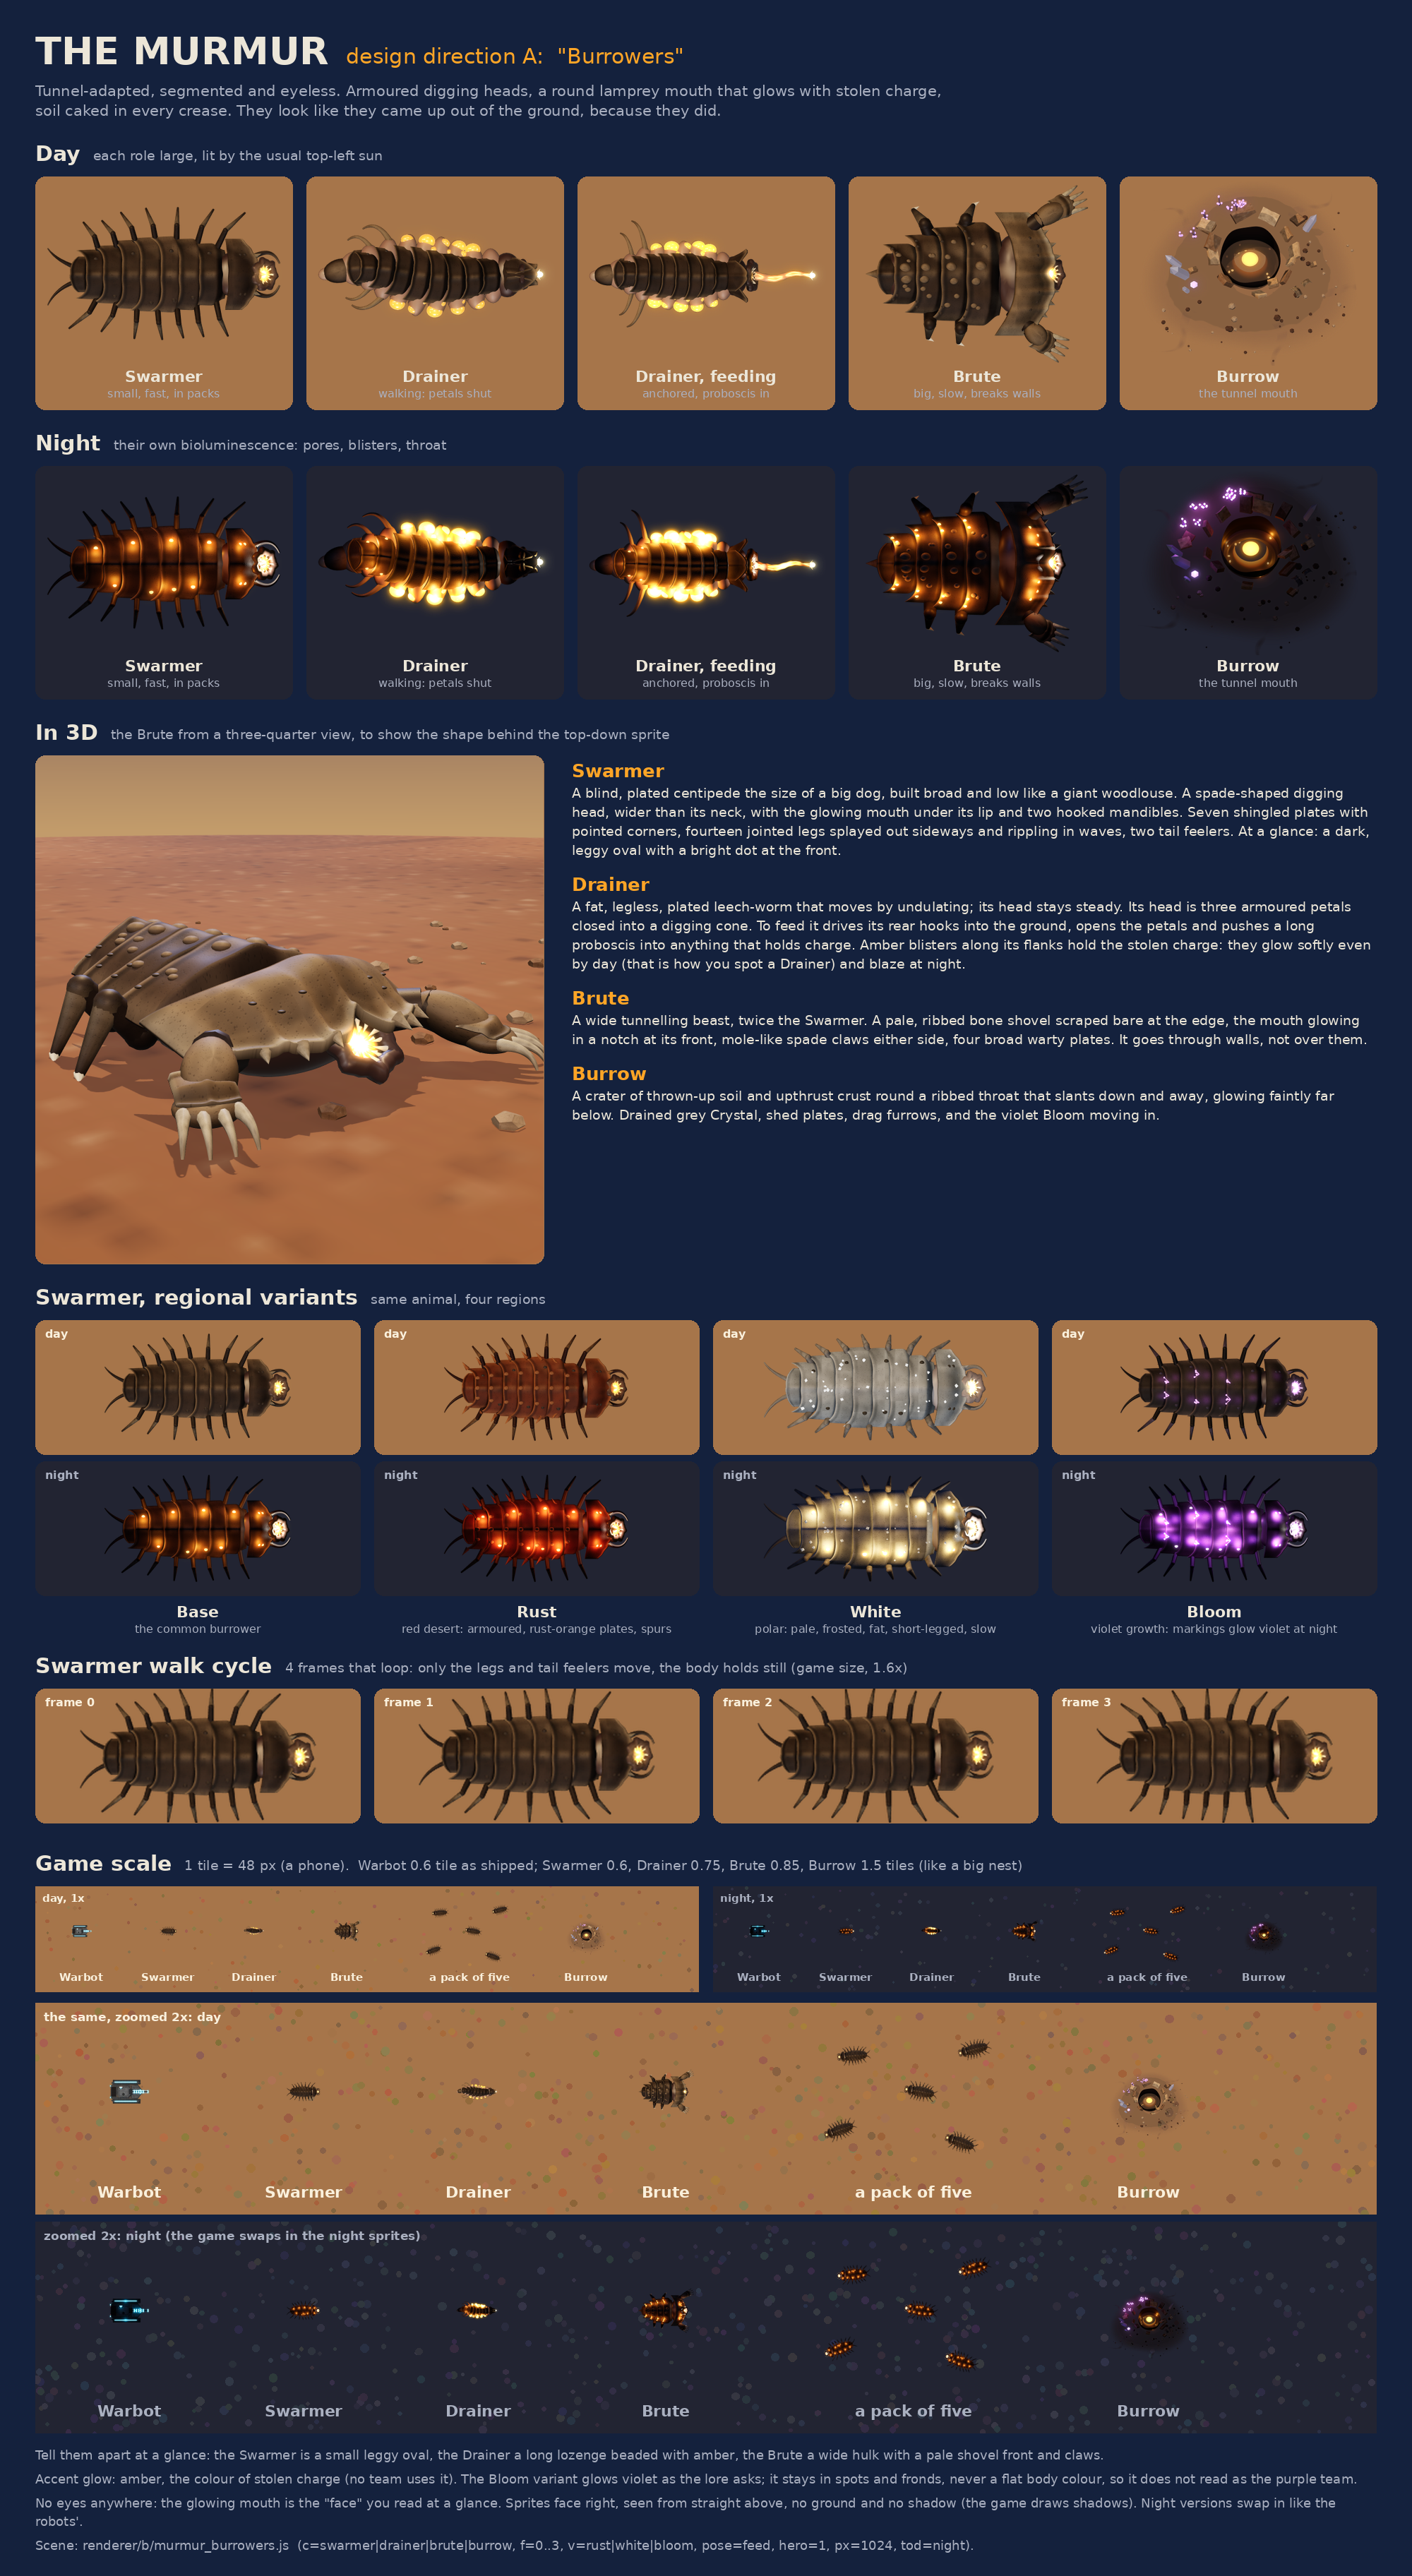 THE MURMUR design direction A: "Burrowers"
Tunnel-adapted, segmented and eyeless. Armoured digging heads, a round lamprey mouth that glows with stolen charge,
soil caked in every crease. They look like they came up out of the ground, because they did.
Day each role large, lit by the usual top-left sun
Swarmer
small, fast, in packs
Drainer
walking: petals shut
Drainer, feeding
anchored, proboscis in
Brute
big, slow, breaks walls
Burrow
the tunnel mouth
Night their own bioluminescence: pores, blisters, throat
Swarmer
small, fast, in packs
Drainer
walking: petals shut
Drainer, feeding
anchored, proboscis in
Brute
big, slow, breaks walls
Burrow
the tunnel mouth
In 3D the Brute from a three-quarter view, to show the shape behind the top-down sprite
Swarmer
A blind, plated centipede the size of a big dog, built broad and low like a giant woodlouse. A spade-shaped digging
head, wider than its neck, with the glowing mouth under its lip and two hooked mandibles. Seven shingled plates with
pointed corners, fourteen jointed legs splayed out sideways and rippling in waves, two tail feelers. At a glance: a dark,
leggy oval with a bright dot at the front.
Drainer
A fat, legless, plated leech-worm that moves by undulating; its head stays steady. Its head is three armoured petals
closed into a digging cone. To feed it drives its rear hooks into the ground, opens the petals and pushes a long
proboscis into anything that holds charge. Amber blisters along its flanks hold the stolen charge: they glow softly even
by day (that is how you spot a Drainer) and blaze at night.
Brute
A wide tunnelling beast, twice the Swarmer. A pale, ribbed bone shovel scraped bare at the edge, the mouth glowing
in a notch at its front, mole-like spade claws either side, four broad warty plates. It goes through walls, not over them.
Burrow
A crater of thrown-up soil and upthrust crust round a ribbed throat that slants down and away, glowing faintly far
below. Drained grey Crystal, shed plates, drag furrows, and the violet Bloom moving in.
Swarmer, regional variants same animal, four regions
day
day
day
day
night
night
night
night
Base
the common burrower
Rust
red desert: armoured, rust-orange plates, spurs
White
polar: pale, frosted, fat, short-legged, slow
Bloom
violet growth: markings glow violet at night
Swarmer walk cycle 4 frames that loop: only the legs and tail feelers move, the body holds still (game size, 1.6x)
frame 0
frame 1
frame 2
frame 3
Game scale 1 tile = 48 px (a phone). Warbot 0.6 tile as shipped; Swarmer 0.6, Drainer 0.75, Brute 0.85, Burrow 1.5 tiles (like a big nest)
day, 1x
Warbot
Swarmer
Drainer
Brute
a pack of five
Burrow
night, 1x
Warbot
Swarmer
Drainer
Brute
a pack of five
Burrow
the same, zoomed 2x: day
Warbot
Swarmer
Drainer
Brute
a pack of five
Burrow
zoomed 2x: night (the game swaps in the night sprites)
Warbot
Swarmer
Drainer
Brute
a pack of five
Burrow
Tell them apart at a glance: the Swarmer is a small leggy oval, the Drainer a long lozenge beaded with amber, the Brute a wide hulk with a pale shovel front and claws.
Accent glow: amber, the colour of stolen charge (no team uses it). The Bloom variant glows violet as the lore asks; it stays in spots and fronds, never a flat body colour, so it does not read as the purple team.
No eyes anywhere: the glowing mouth is the "face" you read at a glance. Sprites face right, seen from straight above, no ground and no shadow (the game draws shadows). Night versions swap in like the
robots'.
Scene: renderer/b/murmur_burrowers.js (c=swarmer|drainer|brute|burrow, f=0..3, v=rust|white|bloom, pose=feed, hero=1, px=1024, tod=night).